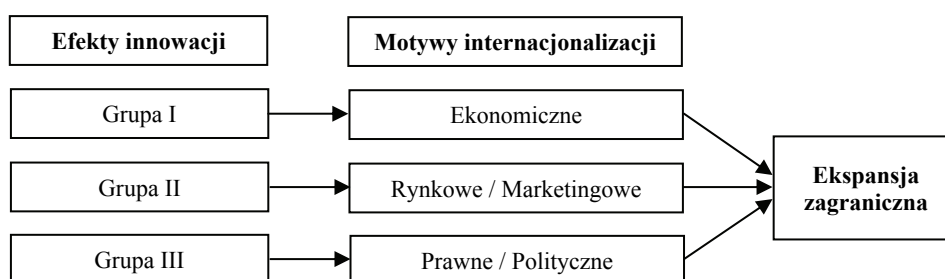 Efekty innowacji
Motywy internacjonalizacji
Grupa I
Ekonomiczne
Grupa II
Rynkowe / Marketingowe
Ekspansja
zagraniczna
Grupa III
Prawne / Polityczne